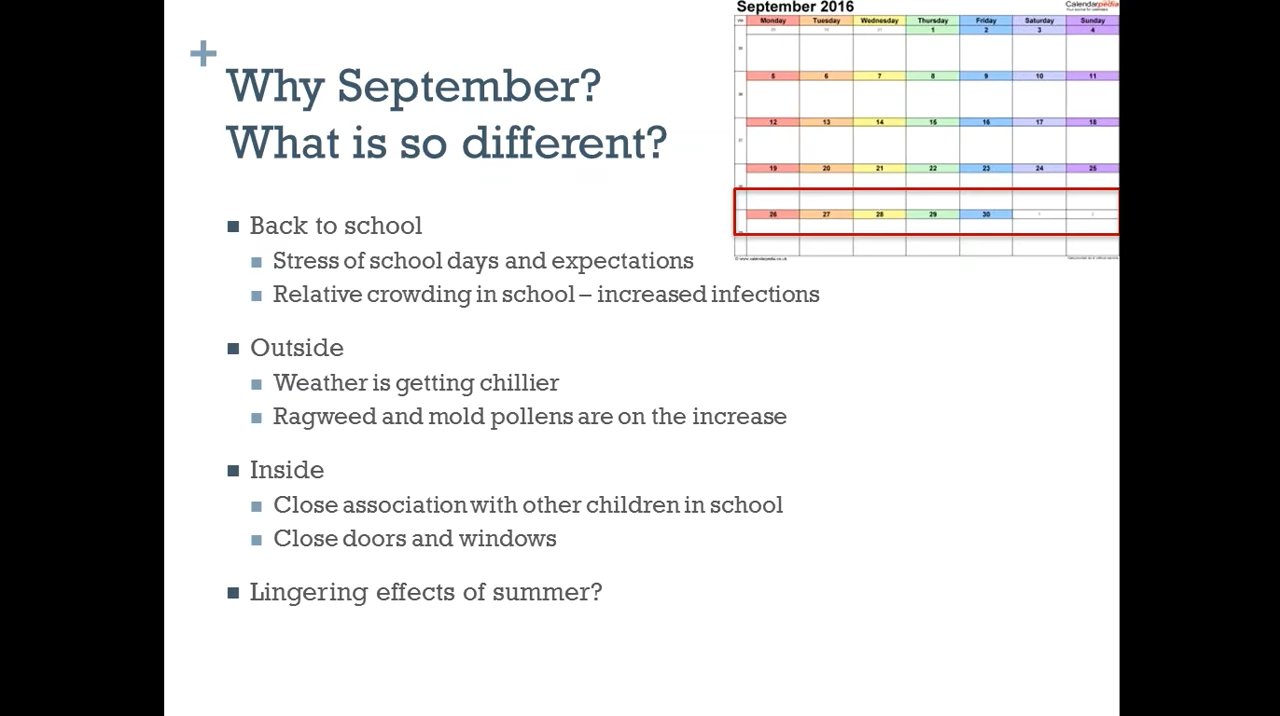 September 2016
Calendarpedia
Monday Tuesday Wednesday Thursday Friday Saturday Sunday
1 2 3 4
5 6 7 8 9 10 11
12 13 14 15 16 17 18
19 20 21 22 23 24 25
26 27 28 29 30 1 2
+
Why September?
What is so different?
Back to school
Stress of school days and expectations
Relative crowding in school – increased infections
Outside
Weather is getting chillier
Ragweed and mold pollens are on the increase
Inside
Close association with other children in school
Close doors and windows
Lingering effects of summer?